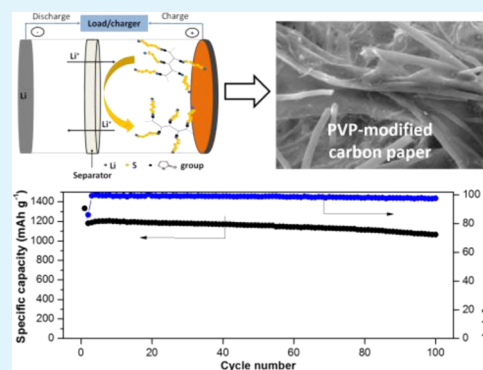 Discharge Load/charger Charge
- +
Li⁺
Li
Li⁺
Separator
• Li • S • group
PVP-modified
carbon paper
Specific capacity (mAh g⁻¹)
1400
1200
1000
800
600
400
200
0
100
80
60
40
20
0
0 20 40 60 80 100
Cycle number